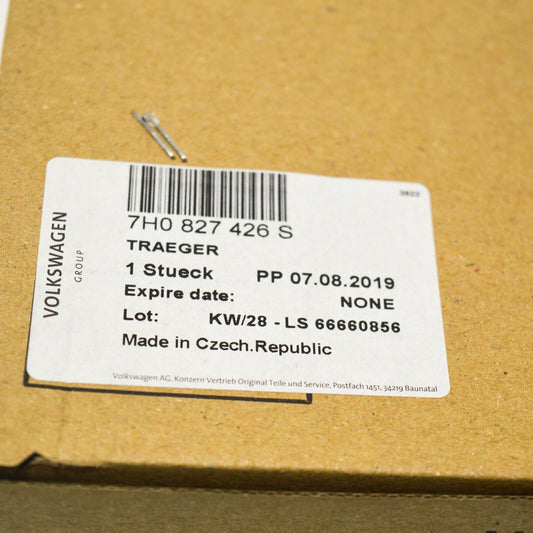 3822
7H0 827 426 S
TRAEGER
1 Stueck PP 07.08.2019
Expire date: NONE
Lot: KW/28 - LS 66660856
Made in Czech.Republic
Volkswagen AG, Konzern Vertrieb Original Teile und Service, Postfach 1451, 34219 Baunatal
VOLKSWAGEN
GROUP